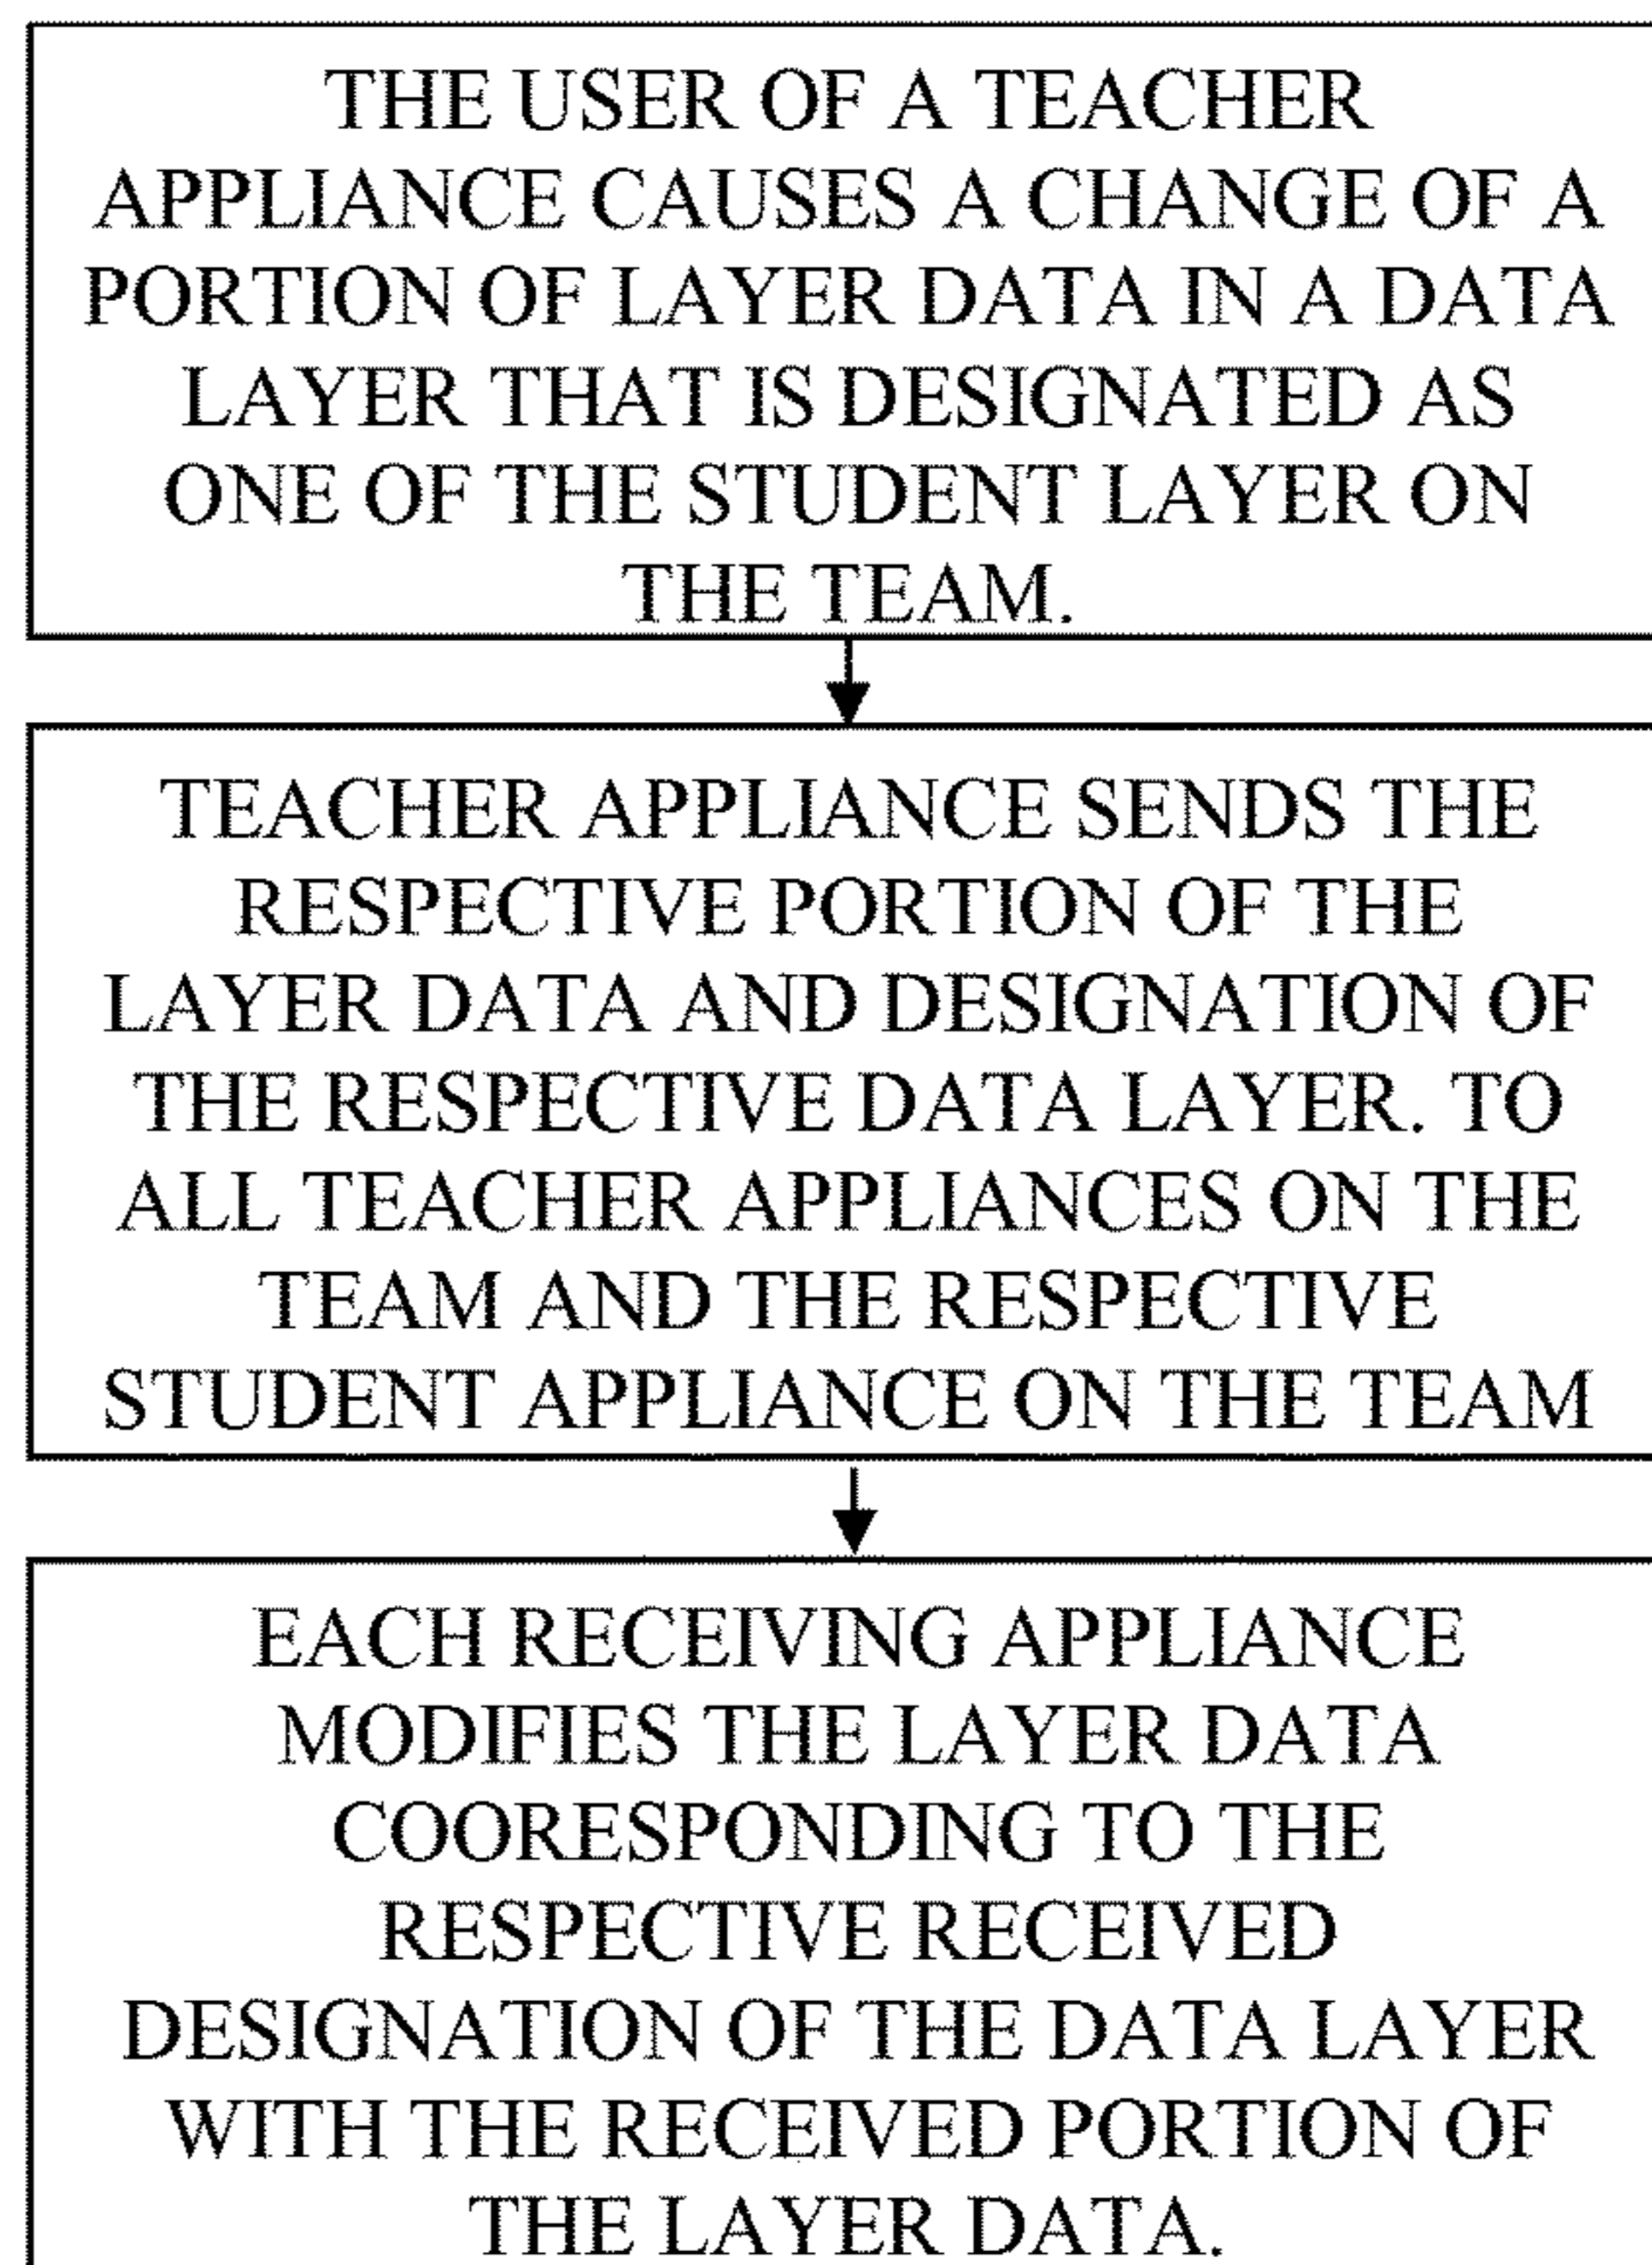 THE USER OF A TEACHER
APPLIANCE CAUSES A CHANGE OF A
PORTION OF LAYER DATA IN A DATA
LAYER THAT IS DESIGNATED AS
ONE OF THE STUDENT LAYER ON
THE TEAM.
TEACHER APPLIANCE SENDS THE
RESPECTIVE PORTION OF THE
LAYER DATA AND DESIGNATION OF
THE RESPECTIVE DATA LAYER. TO
ALL TEACHER APPLIANCES ON THE
TEAM AND THE RESPECTIVE
STUDENT APPLIANCE ON THE TEAM
EACH RECEIVING APPLIANCE
MODIFIES THE LAYER DATA
COORESPONDING TO THE
RESPECTIVE RECEIVED
DESIGNATION OF THE DATA LAYER
WITH THE RECEIVED PORTION OF
THE LAYER DATA.